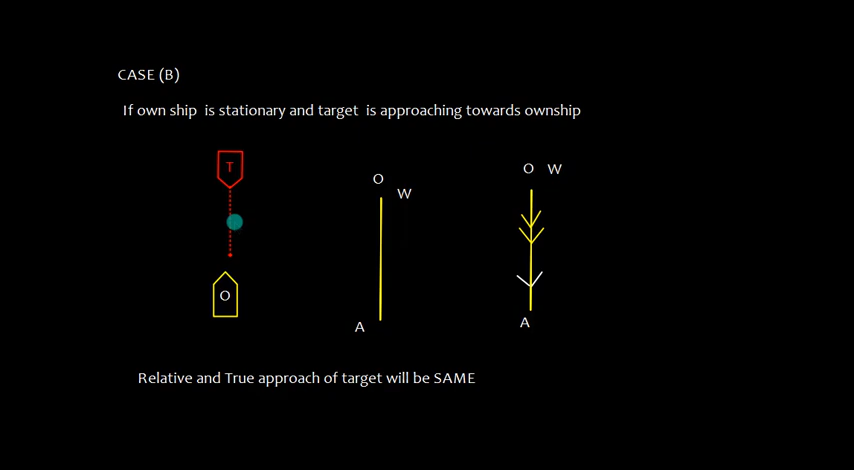 CASE (B)
If own ship is stationary and target is approaching towards ownship
T
O
O
W
A
O W
A
Relative and True approach of target will be SAME